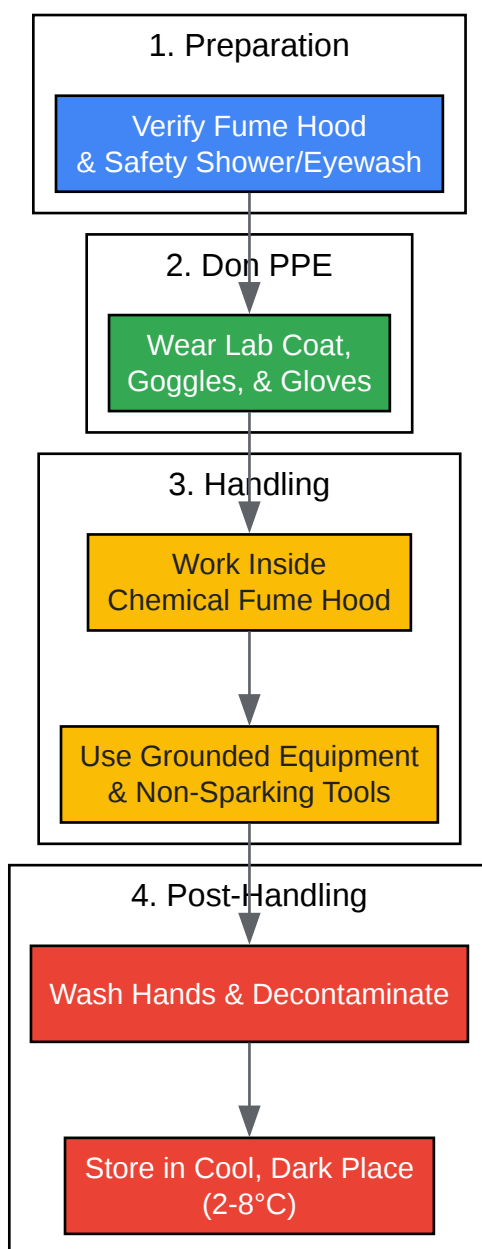 1. Preparation
Verify Fume Hood
& Safety Shower/Eyewash
2. Don PPE
Wear Lab Coat,
Goggles, & Gloves
3. Handling
Work Inside
Chemical Fume Hood
Use Grounded Equipment
& Non-Sparking Tools
4. Post-Handling
Wash Hands & Decontaminate
Store in Cool, Dark Place
(2-8°C)